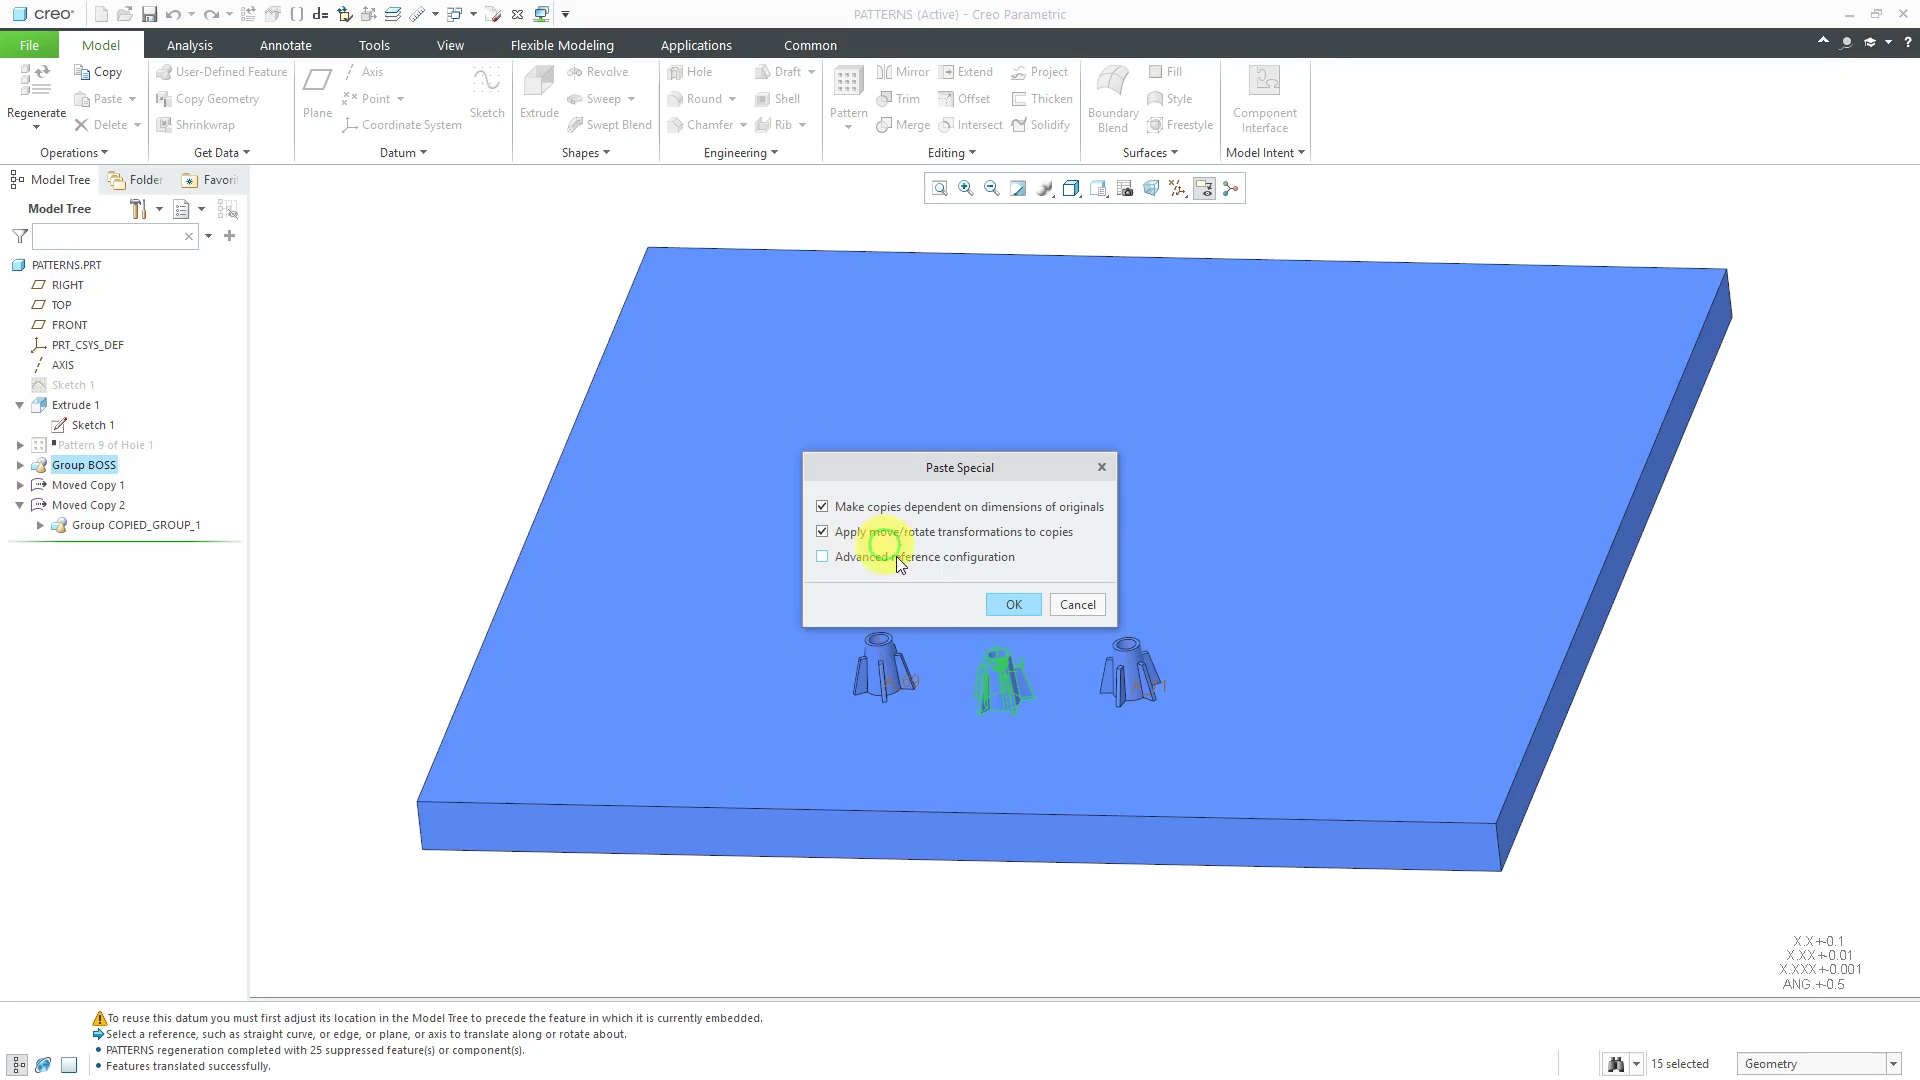 creo
PATTERNS (Active) - Creo Parametric
File
Model
Analysis
Annotate
Tools
View
Flexible Modeling
Applications
Common
Regenerate
Copy
Paste
Delete
Operations
User-Defined Feature
Copy Geometry
Shrinkwrap
Get Data
Plane
Axis
Point
Coordinate System
Sketch
Datum
Extrude
Revolve
Sweep
Swept Blend
Shapes
Hole
Draft
Round
Shell
Chamfer
Rib
Engineering
Pattern
Mirror
Extend
Project
Trim
Offset
Thicken
Merge
Intersect
Solidify
Editing
Boundary Blend
Fill
Style
Freestyle
Surfaces
Component Interface
Model Intent
Model Tree
Folder
Favori
Model Tree
PATTERNS.PRT
RIGHT
TOP
FRONT
PRT_CSYS_DEF
AXIS
Sketch 1
Extrude 1
Sketch 1
Pattern 9 of Hole 1
Group BOSS
Moved Copy 1
Moved Copy 2
Group COPIED_GROUP_1
Paste Special
Make copies dependent on dimensions of originals
Apply move/rotate transformations to copies
Advanced reference configuration
OK
Cancel
X.X+-0.1
X.XX+-0.01
X.XXX+-0.001
ANG.+-0.5
To reuse this datum you must first adjust its location in the Model Tree to precede the feature in which it is currently embedded.
Select a reference, such as straight curve, or edge, or plane, or axis to translate along or rotate about.
• PATTERNS regeneration completed with 25 suppressed feature(s) or component(s).
• Features translated successfully.
15 selected
Geometry